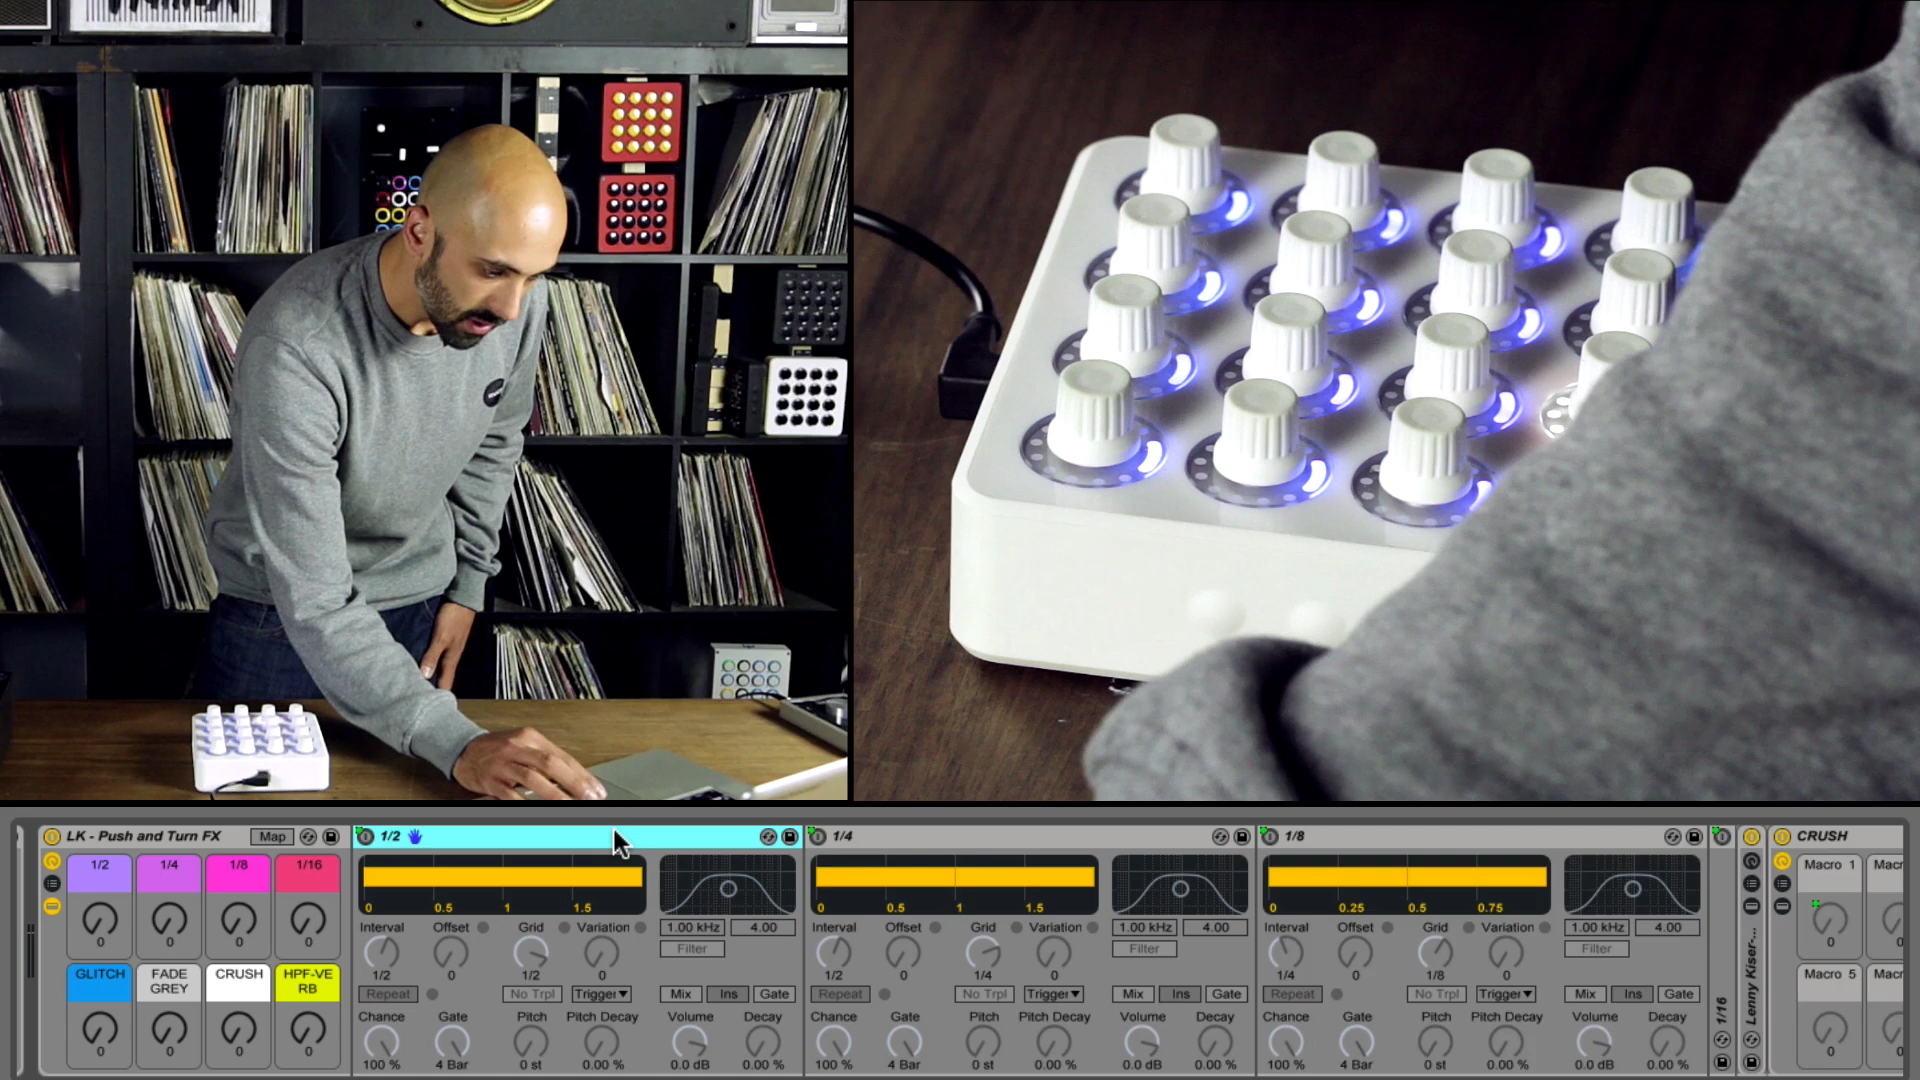 LK - Push and Turn FX
Map
1/2
1/4
1/8
1/16
0
0
0
0
GLITCH
FADE GREY
CRUSH
HPF-VE RB
0
0
0
0
1/2
0
0.5
1
1.5
Interval
Offset
Grid
Variation
1/2
0
1/2
0
Repeat
No Trpl
Trigger
Chance
Gate
Pitch
Pitch Decay
100 %
4 Bar
0 st
0.00 %
1.00 kHz
4.00
Filter
Mix
Ins
Gate
Volume
Decay
0.0 dB
0.00 %
1/4
0
0.5
1
1.5
Interval
Offset
Grid
Variation
1/2
0
1/4
0
Repeat
No Trpl
Trigger
Chance
Gate
Pitch
Pitch Decay
100 %
4 Bar
0 st
0.00 %
1.00 kHz
4.00
Filter
Mix
Ins
Gate
Volume
Decay
0.0 dB
0.00 %
1/8
0
0.25
0.5
0.75
Interval
Offset
Grid
Variation
1/4
0
1/8
0
Repeat
No Trpl
Trigger
Chance
Gate
Pitch
Pitch Decay
100 %
4 Bar
0 st
0.00 %
1.00 kHz
4.00
Filter
Mix
Ins
Gate
Volume
Decay
0.0 dB
0.00 %
1/16
Lenny Kiser-...
CRUSH
Macro 1
Macr
0
0
Macro 5
Macr
0
0